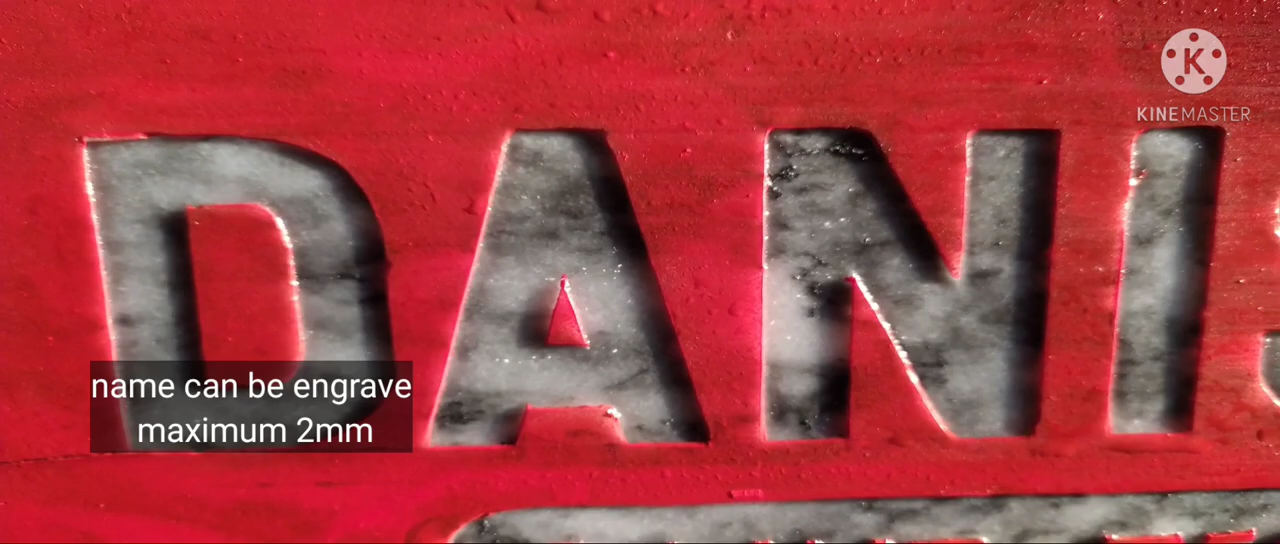 K
KINEMASTER
DANI
name can be engrave
maximum 2mm